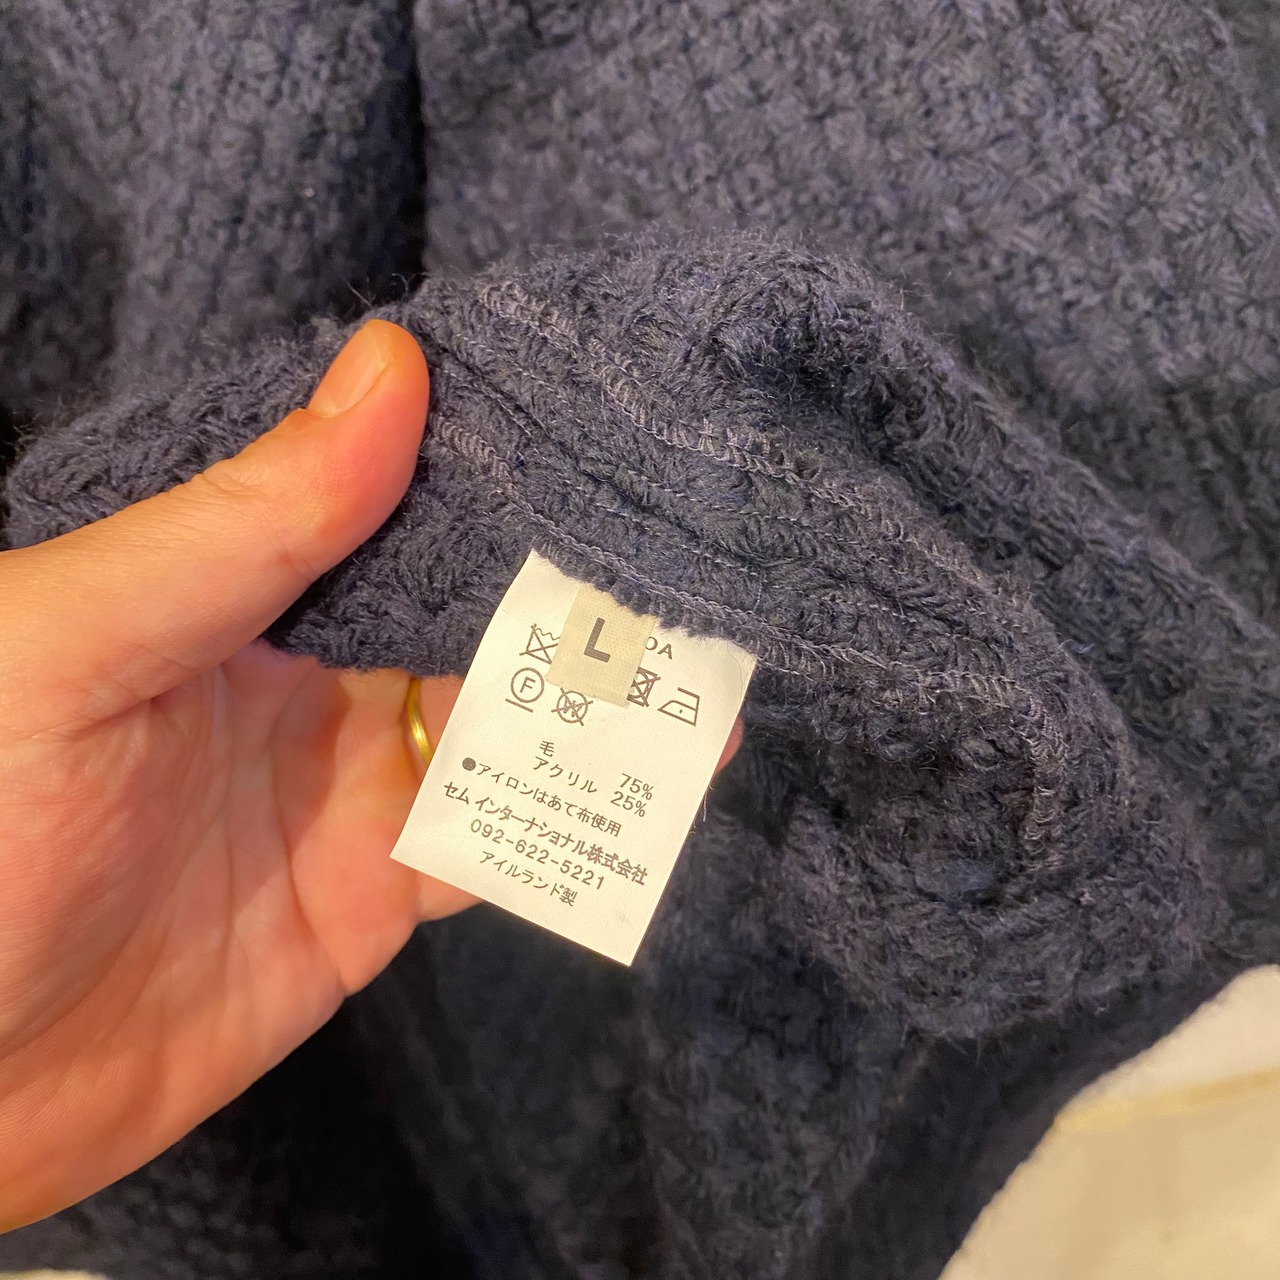 L
OA
F
W
毛 75%
アクリル 25%
●アイロンはあて布使用
セム インターナショナル株式会社
092-622-5221
アイルランド製